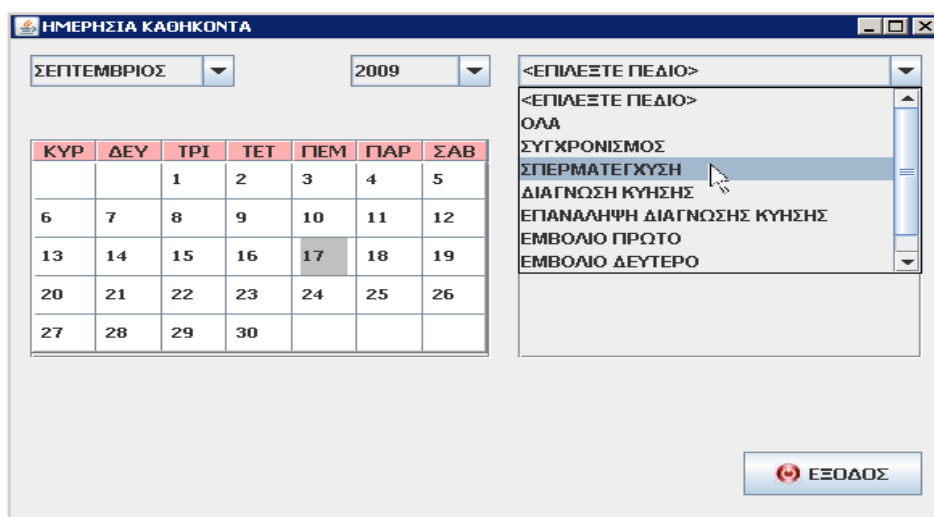 ΗΜΕΡΗΣΙΑ ΚΑΘΗΚΟΝΤΑ
ΣΕΠΤΕΜΒΡΙΟΣ 2009 <ΕΠΙΛΕΞΤΕ ΠΕΔΙΟ>
<ΕΠΙΛΕΞΤΕ ΠΕΔΙΟ>
ΟΛΑ
ΣΥΓΧΡΟΝΙΣΜΟΣ
ΣΠΕΡΜΑΤΕΓΧΥΣΗ
ΔΙΑΓΝΩΣΗ ΚΥΗΣΗΣ
ΕΠΑΝΑΛΗΨΗ ΔΙΑΓΝΩΣΗΣ ΚΥΗΣΗΣ
ΕΜΒΟΛΙΟ ΠΡΩΤΟ
ΕΜΒΟΛΙΟ ΔΕΥΤΕΡΟ
ΚΥΡ ΔΕΥ ΤΡΙ ΤΕΤ ΠΕΜ ΠΑΡ ΣΑΒ
1 2 3 4 5
6 7 8 9 10 11 12
13 14 15 16 17 18 19
20 21 22 23 24 25 26
27 28 29 30
ΕΞΟΔΟΣ